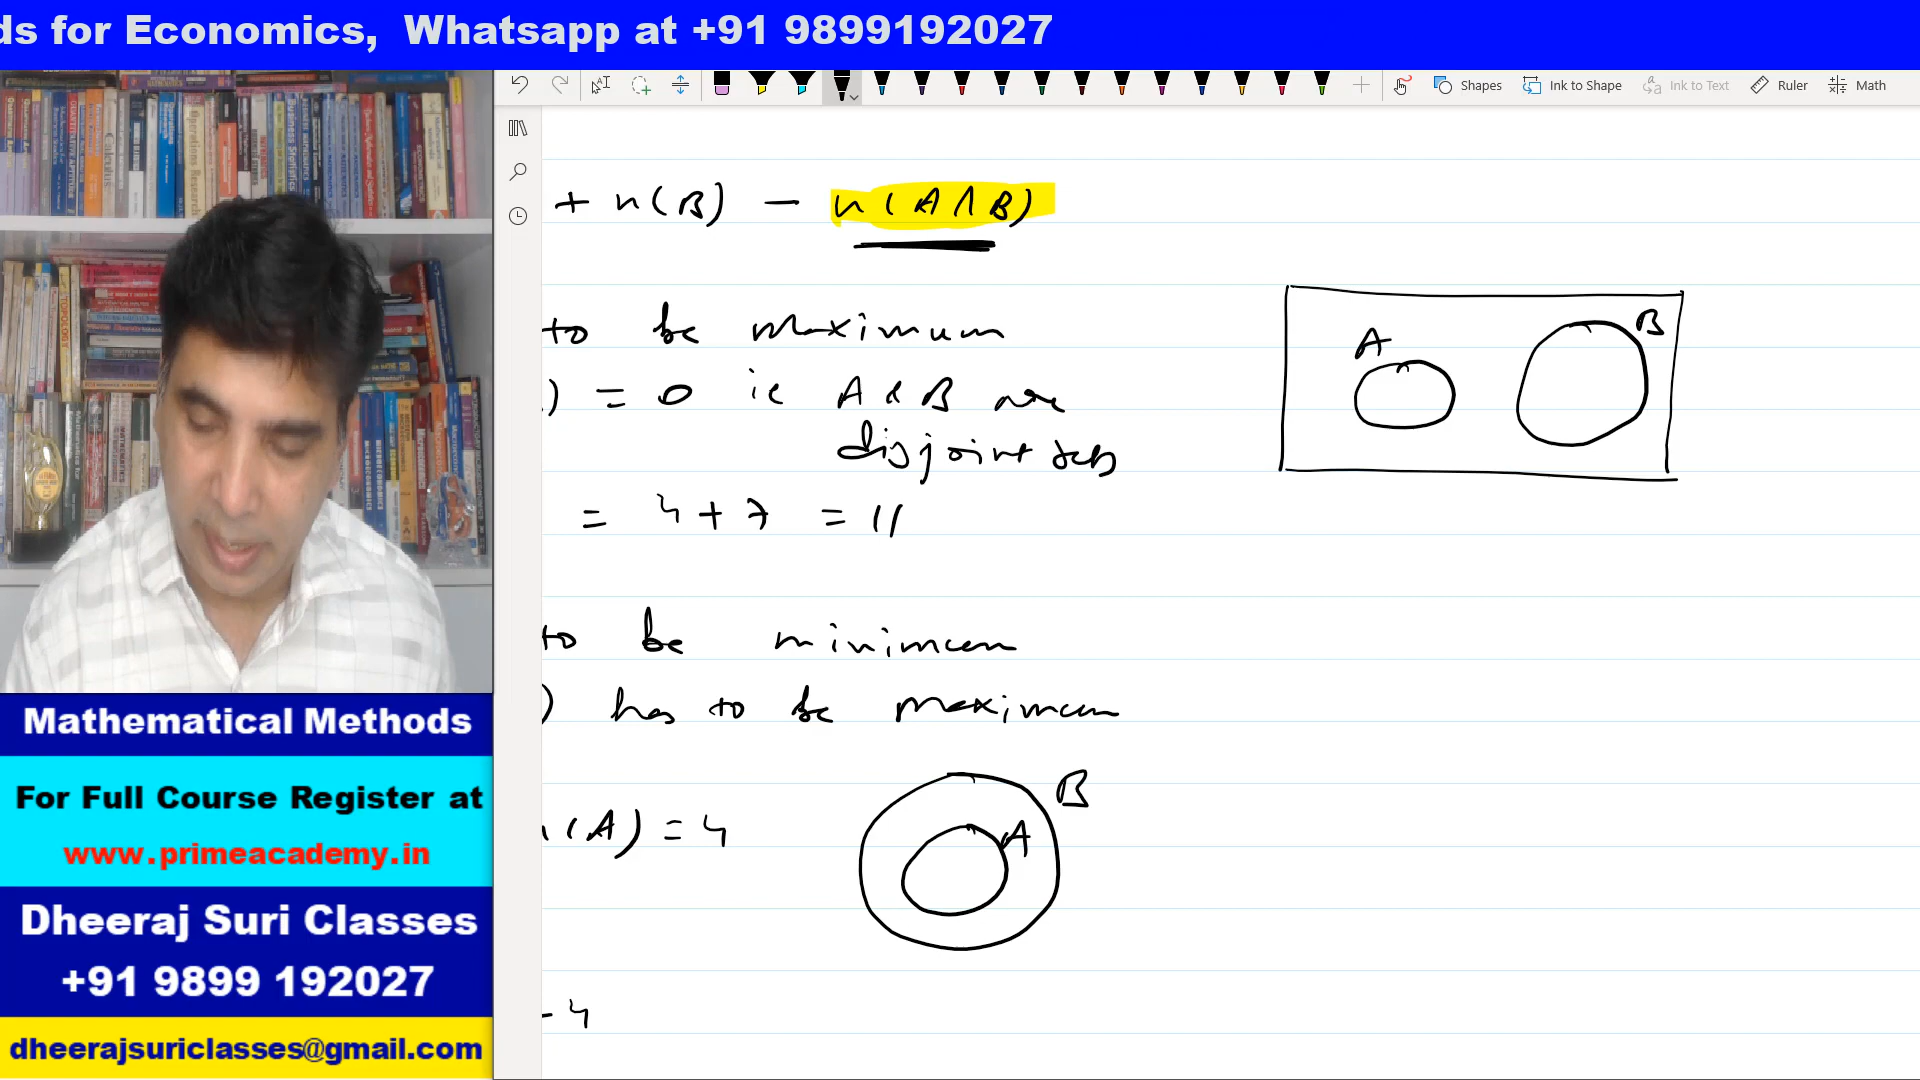 ds for Economics, Whatsapp at +91 9899192027
Shapes Ink to Shape Ink to Text Ruler Math
+ n(B) - n(A∩B)
to be maximum
) = 0 ie A & B are
disjoint sets
= 4+7 = 11
A B
to be minimum
) has to be maximum
(A) = 4
B
A
- 4
TOPOLOGY
Mathematical Methods
For Full Course Register at
www.primeacademy.in
Dheeraj Suri Classes
+91 9899 192027
dheerajsuriclasses@gmail.com